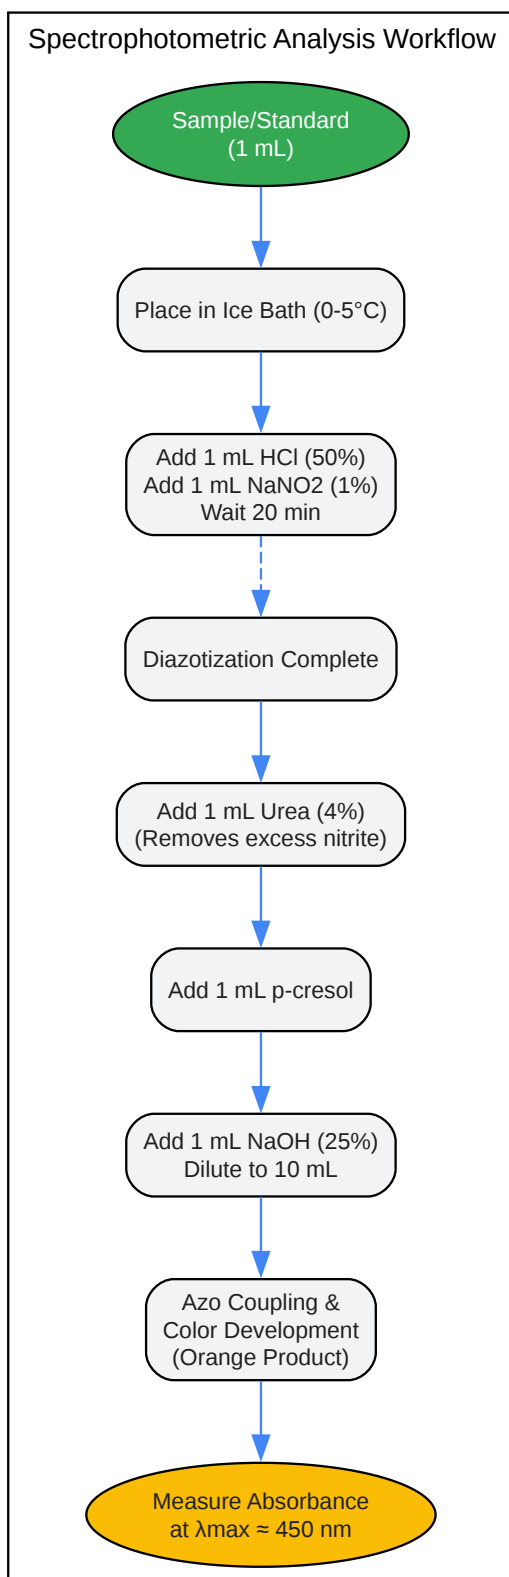 Spectrophotometric Analysis Workflow
Sample/Standard
(1 mL)
Place in Ice Bath (0-5°C)
Add 1 mL HCl (50%)
Add 1 mL NaNO2 (1%)
Wait 20 min
Diazotization Complete
Add 1 mL Urea (4%)
(Removes excess nitrite)
Add 1 mL p-cresol
Add 1 mL NaOH (25%)
Dilute to 10 mL
Azo Coupling &
Color Development
(Orange Product)
Measure Absorbance
at λmax ≈ 450 nm